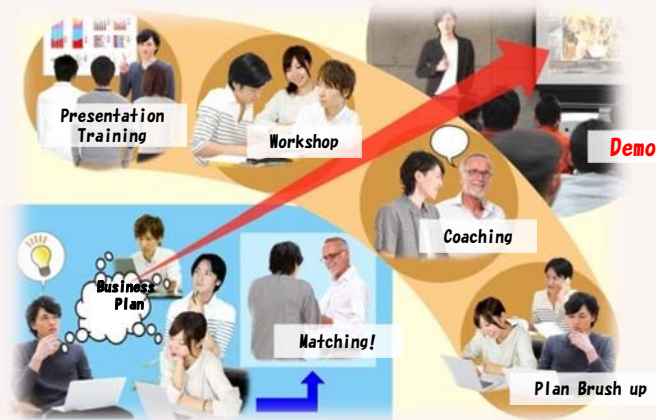 Presentation
Training
Workshop
Demo
Coaching
Business
Plan
Matching!
Plan Brush up